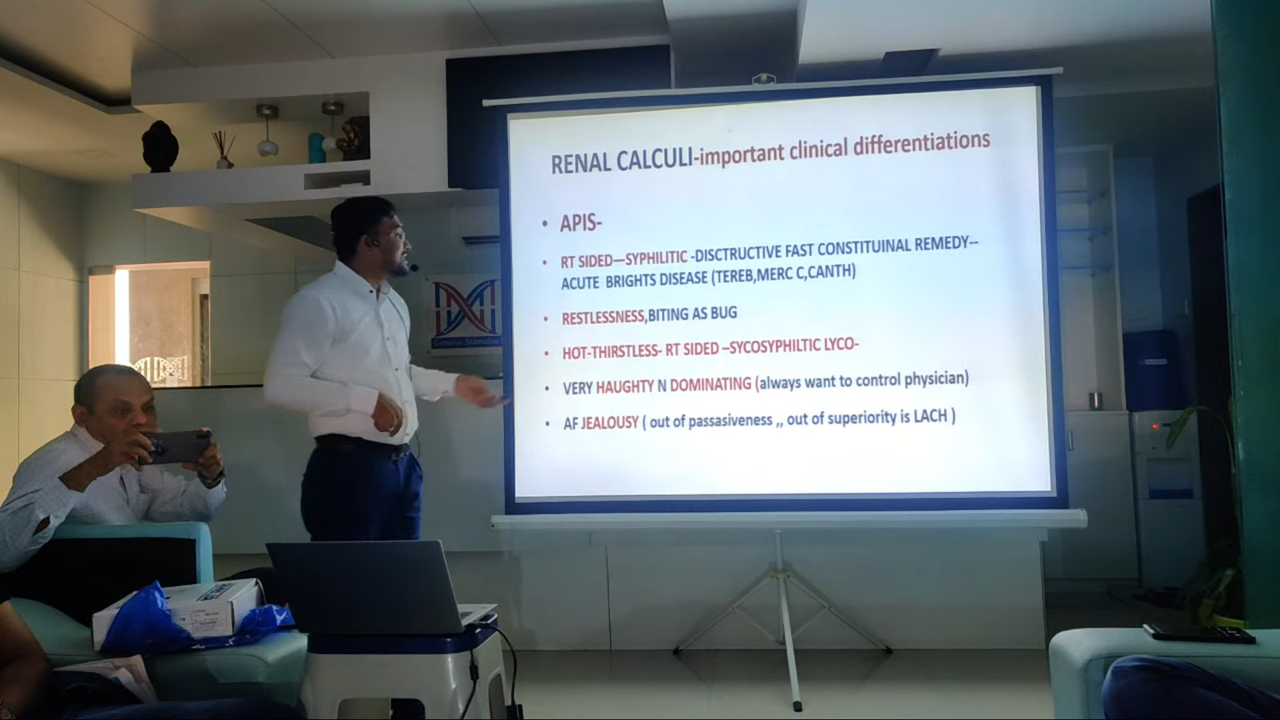 RENAL CALCULI-important clinical differentiations
• APIS-
• RT SIDED—SYPHILITIC -DISCTRUCTIVE FAST CONSTITUINAL REMEDY--
ACUTE BRIGHTS DISEASE (TEREB,MERC C,CANTH)
• RESTLESSNESS,BITING AS BUG
• HOT-THIRSTLESS- RT SIDED –SYCOSYPHILTIC LYCO-
• VERY HAUGHTY N DOMINATING (always want to control physician)
• AF JEALOUSY ( out of passasiveness ,, out of superiority is LACH )